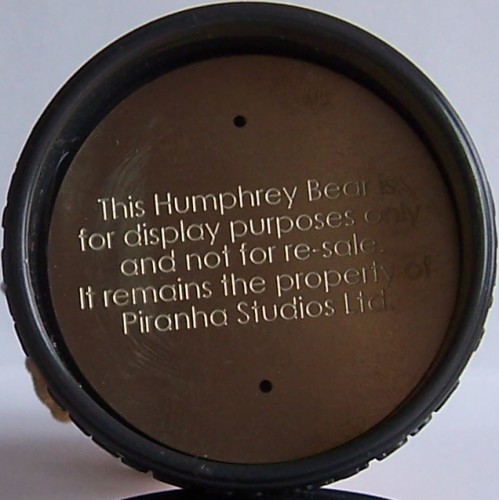 This Humphrey Bear is
for display purposes only
and not for re-sale.
It remains the property of
Piranha Studios Ltd.